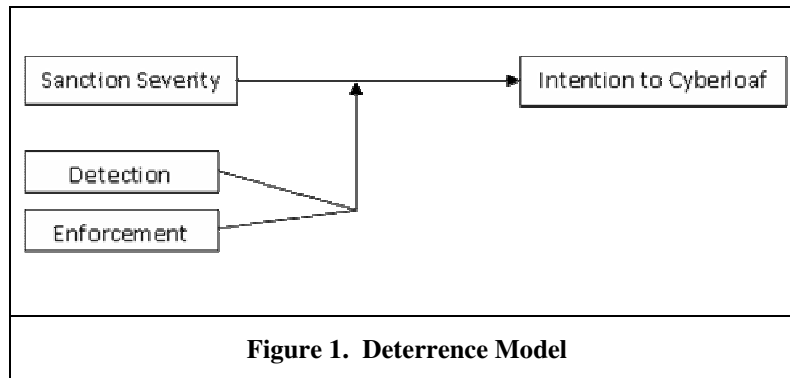 Sanction Severity
Intention to Cyberloaf
Detection
Enforcement
Figure 1. Deterrence Model